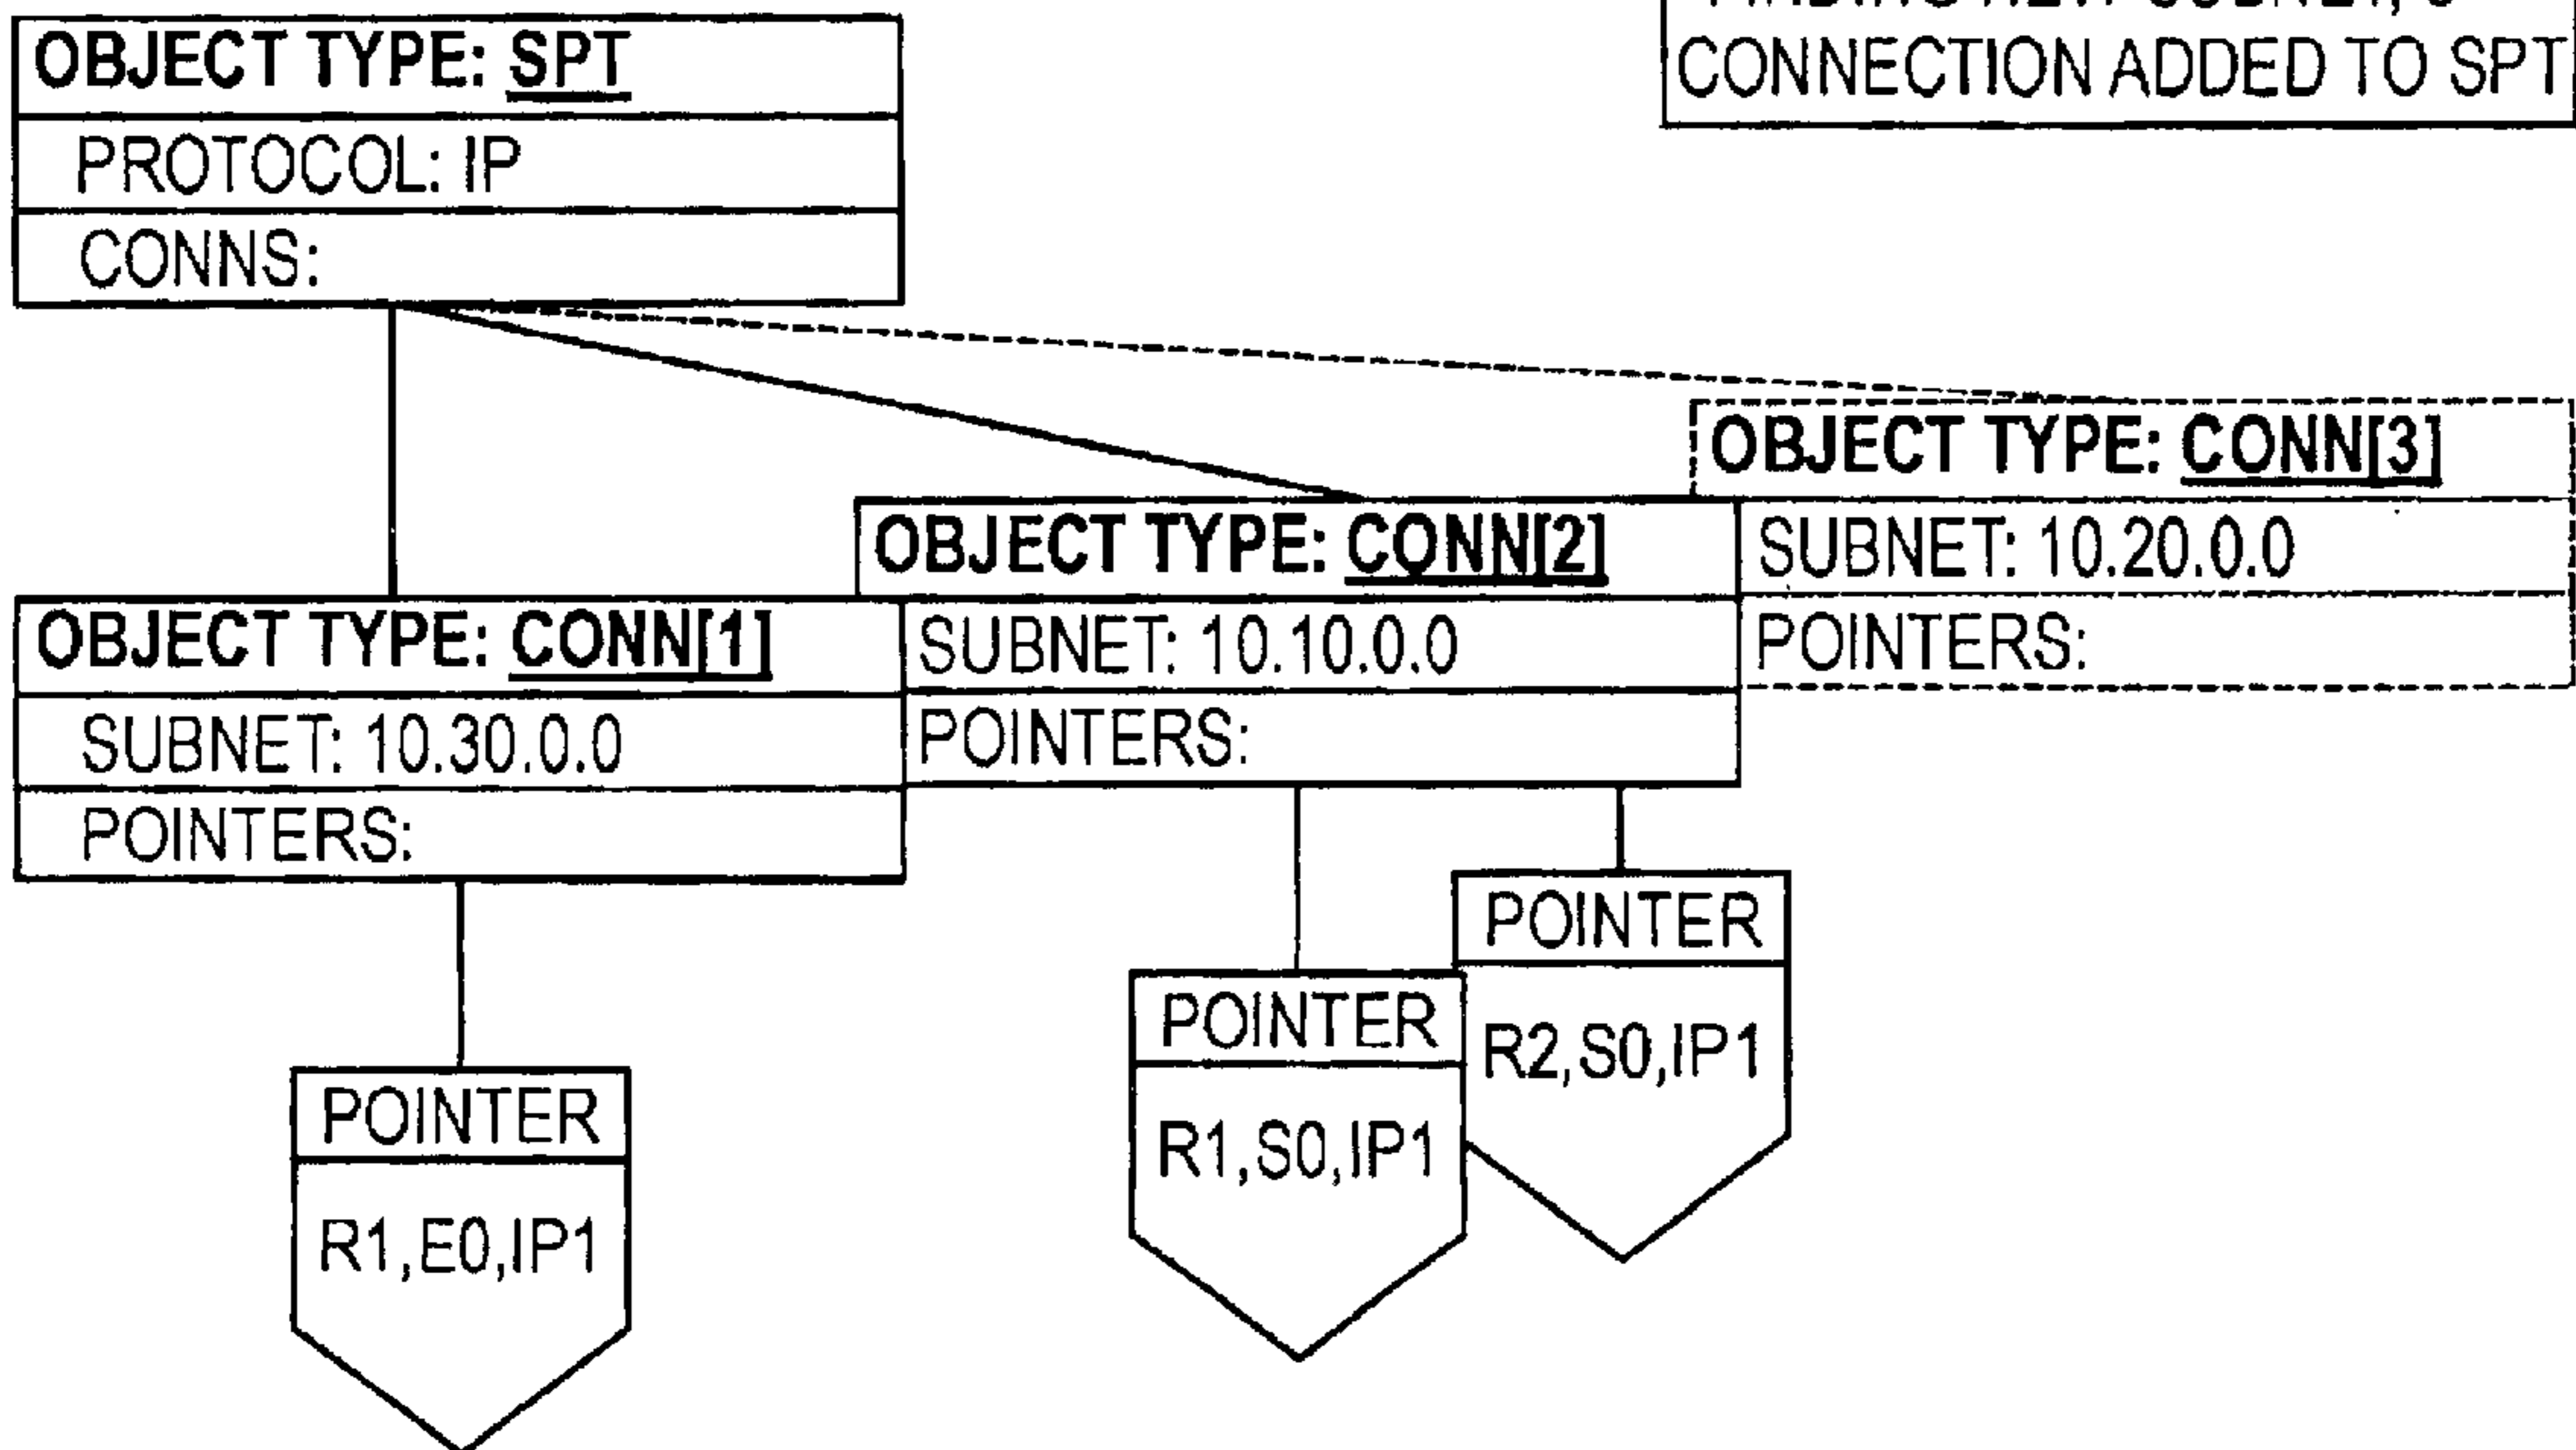 OBJECT TYPE: SPT
PROTOCOL: IP
CONNS:
CONNECTION ADDED TO SPT
OBJECT TYPE: CONN[3]
SUBNET: 10.20.0.0
POINTERS:
OBJECT TYPE: CONN[2]
SUBNET: 10.10.0.0
POINTERS:
OBJECT TYPE: CONN[1]
SUBNET: 10.30.0.0
POINTERS:
POINTER
R2,S0,IP1
POINTER
R1,S0,IP1
POINTER
R1,E0,IP1